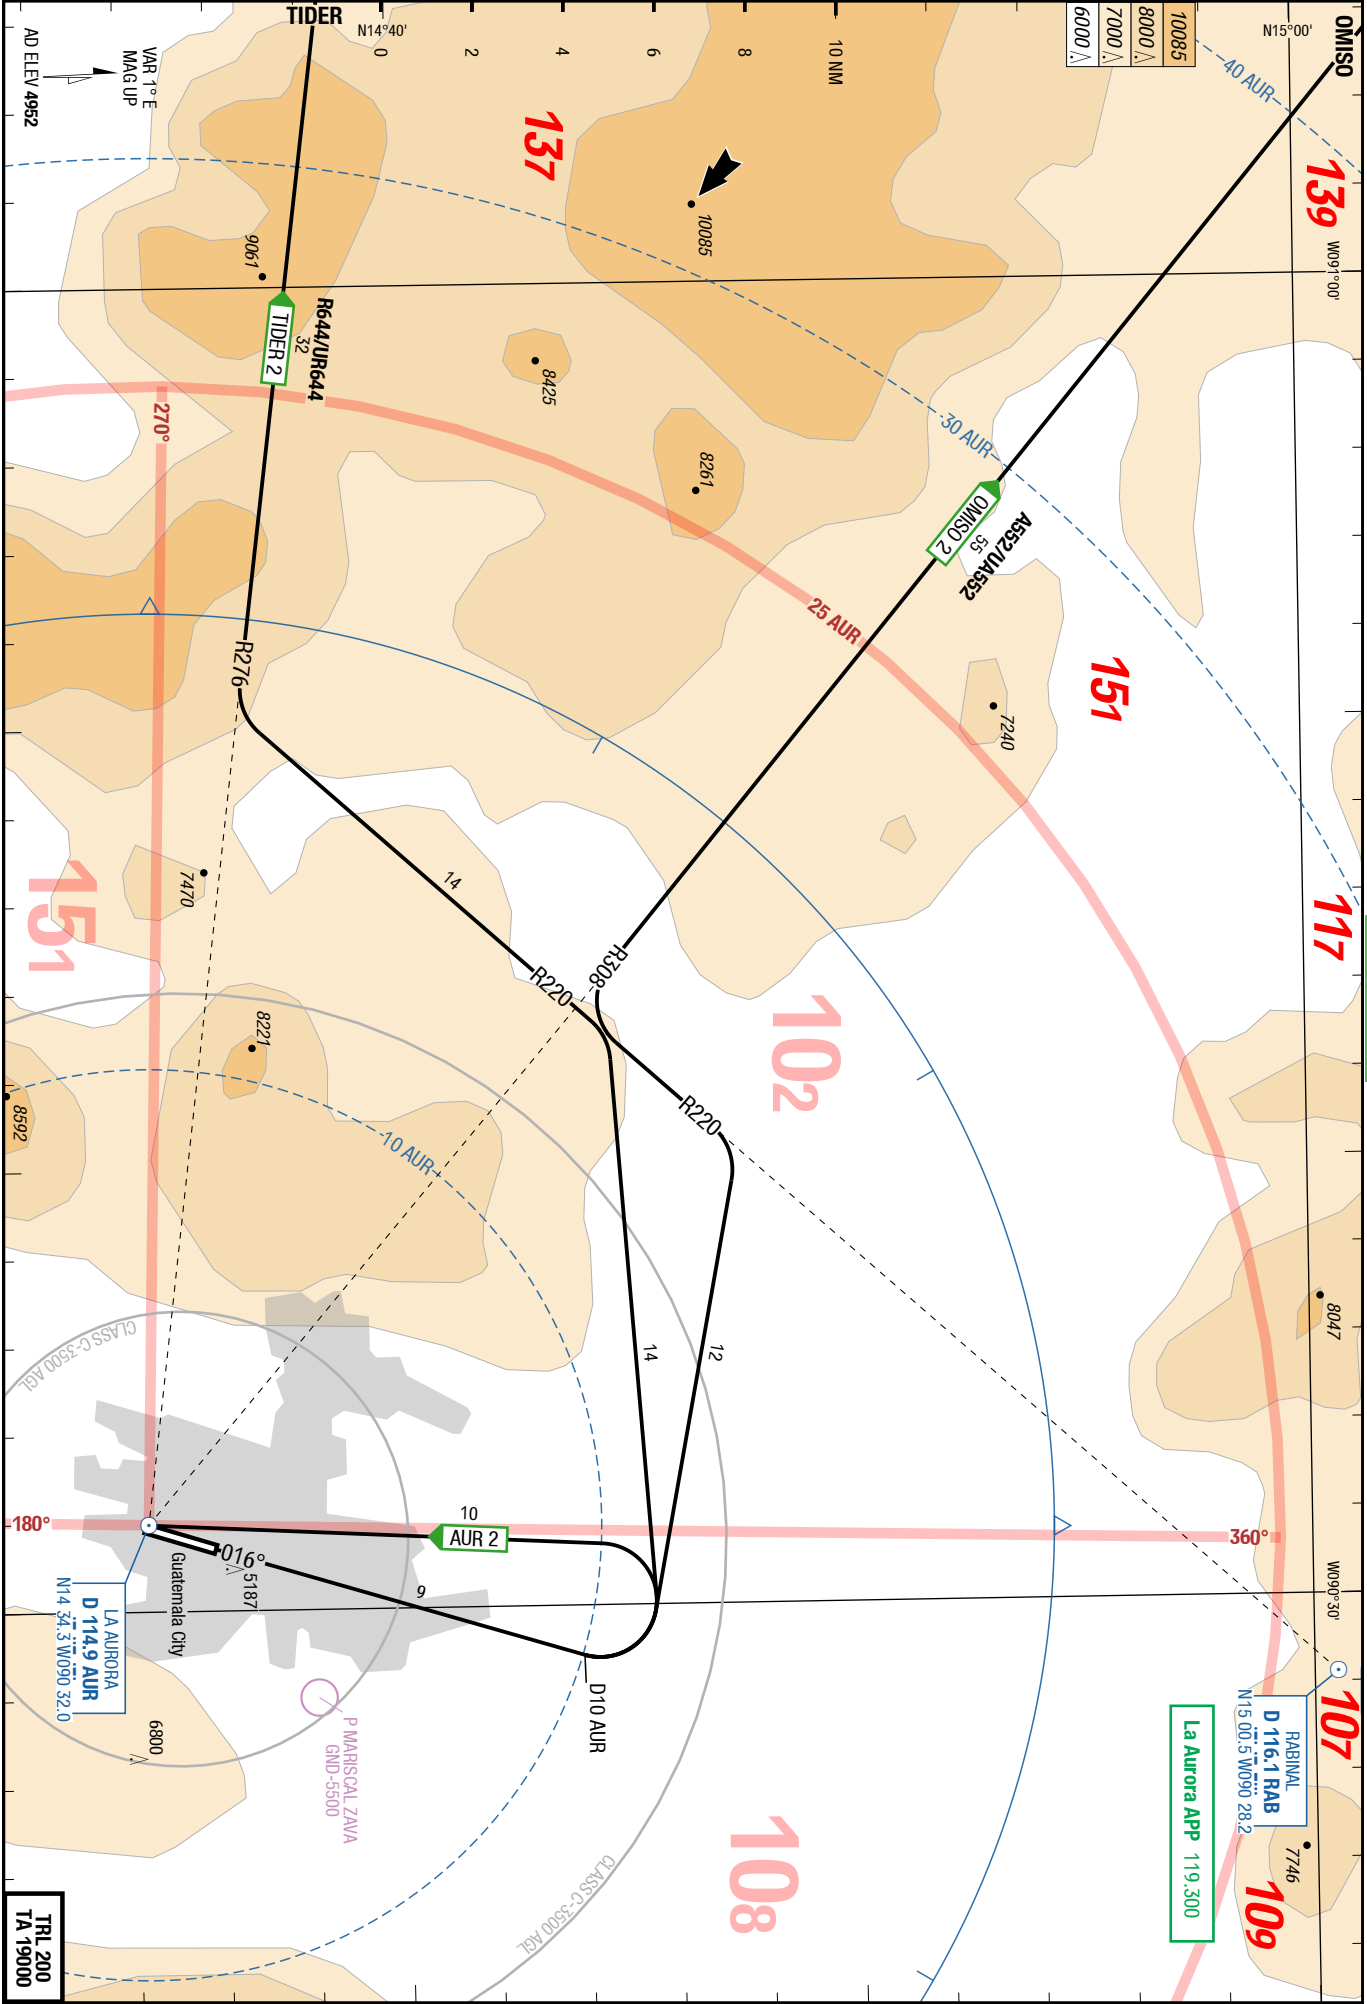 TIDER
N14°40'
0
2
4
6
8
10 NM
10085
8000
7000
6000
N15°00'
OMISO
AD ELEV 4952
VAR 1° E
MAG UP
137
10085
40 AUR
139
W091°00'
9061
R644/UR644
32
TIDER 2
8425
8261
30 AUR
A552/UA552
55
OMISO 2
270°
25 AUR
151
7240
R276
117
151
7470
14
R220
R308
102
8221
8592
10 AUR
R220
8047
CLASS C-3500 AGL
14
12
180°
10
AUR 2
360°
W090°30'
016°
5187
9
Guatemala City
LA AURORA
D 114.9 AUR
N14 34.3 W090 32.0
D10 AUR
P MARISCAL ZAVA
GND-5500
6800
RABINAL
D 116.1 RAB
N15 00.5 W090 28.2
107
La Aurora APP 119.300
7746
109
108
CLASS C-3500 AGL
TRL 200
TA 19000